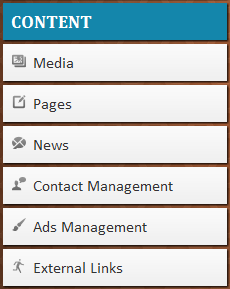 CONTENT
Media
Pages
News
Contact Management
Ads Management
External Links